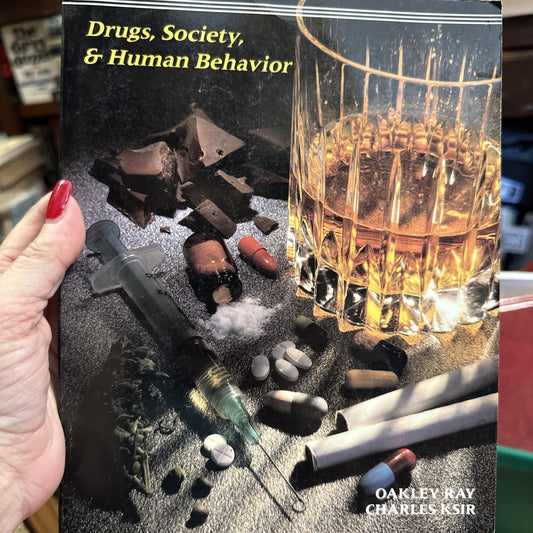 Drugs, Society,
& Human Behavior
OAKLEY RAY
CHARLES KSIR